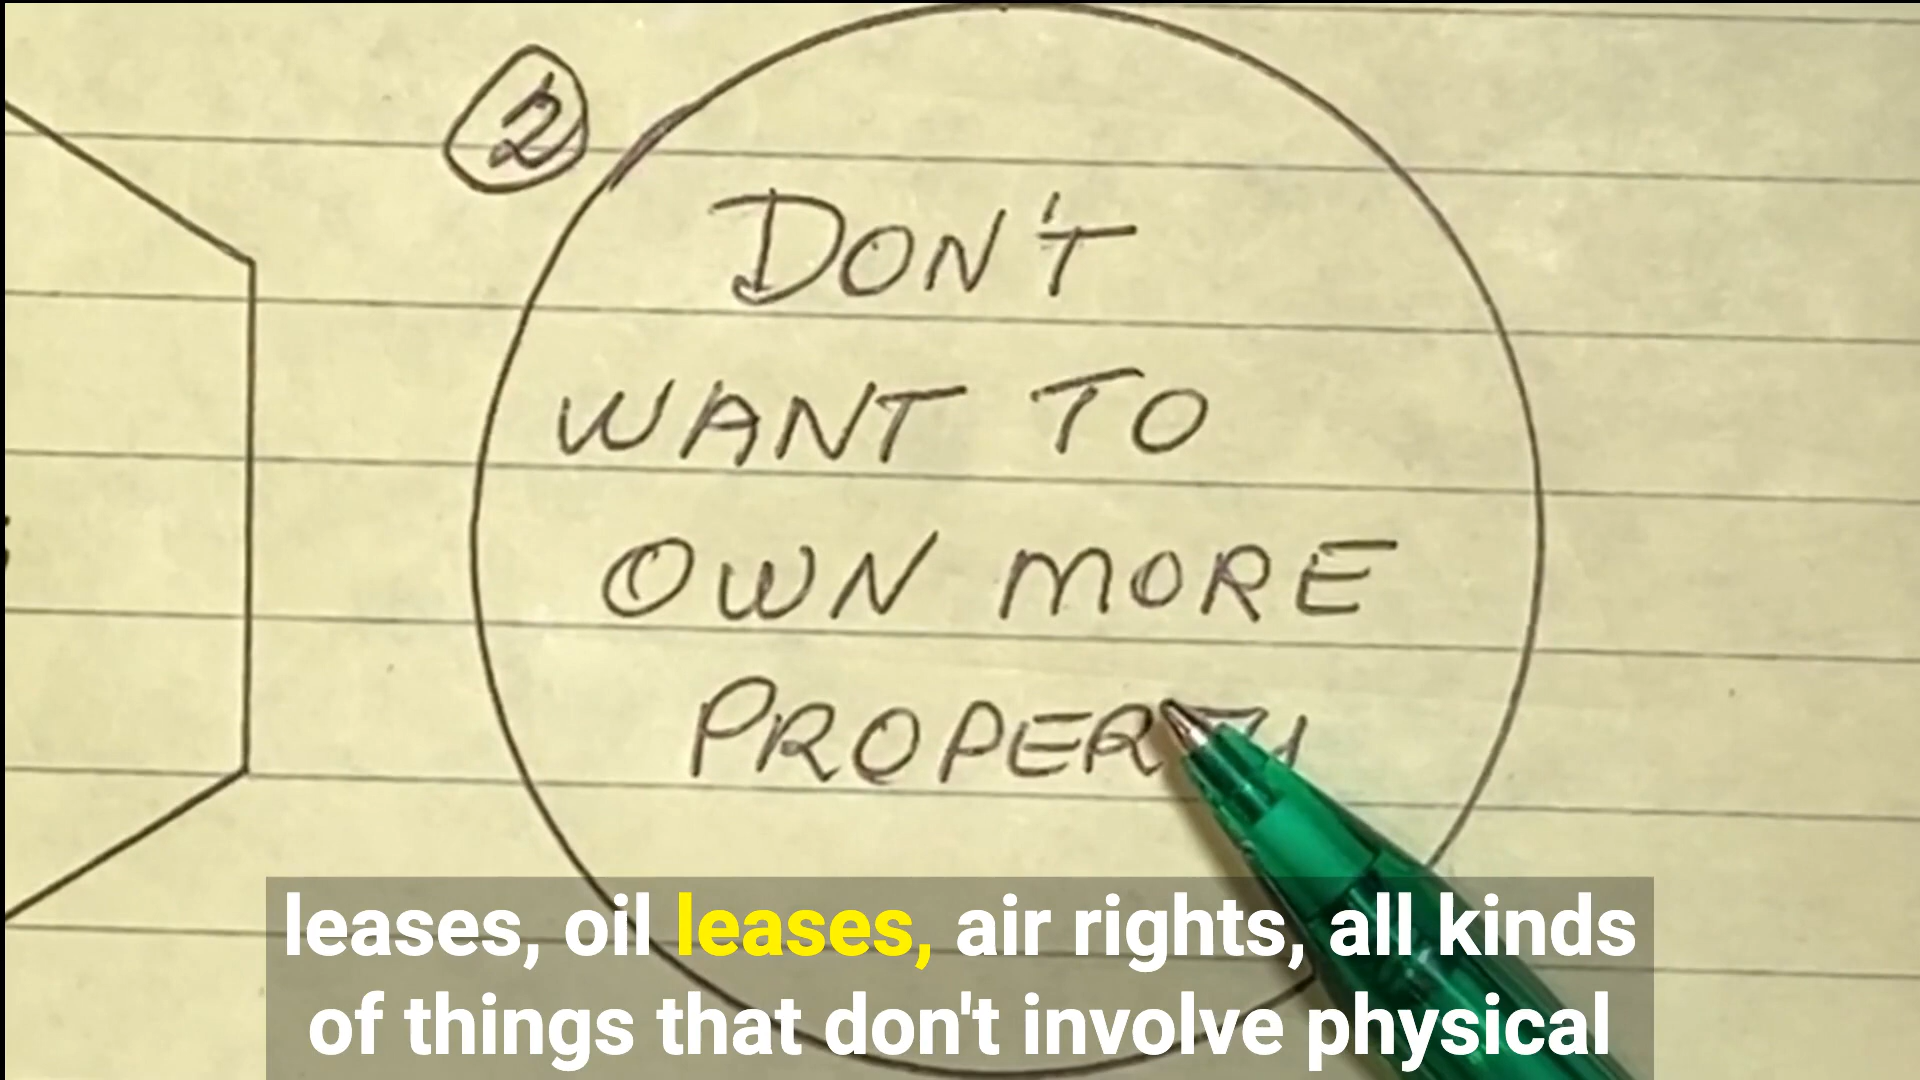 2
DON'T
WANT TO
OWN MORE
PROPERTY
leases, oil leases, air rights, all kinds
of things that don't involve physical